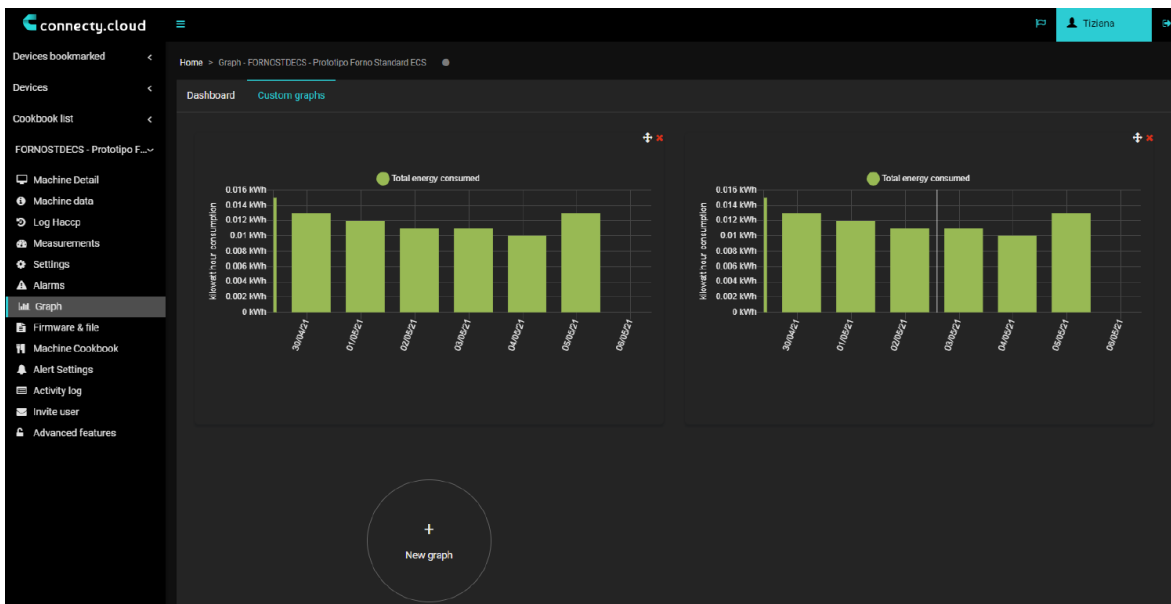 connecty.cloud
Tiziana
Devices bookmarked
Devices
Cookbook list
FORNOSTDECS - Prototipo F...
Machine Detail
Machine data
Log Haccp
Measurements
Settings
Alarms
Graph
Firmware & file
Machine Cookbook
Alert Settings
Activity log
Invite user
Advanced features
Home > Graph - FORNOSTDECS - Prototipo Forno Standard ECS
Dashboard Custom graphs
Total energy consumed
kilowatt hour consumption
0.016 kWh
0.014 kWh
0.012 kWh
0.01 kWh
0.008 kWh
0.006 kWh
0.004 kWh
0.002 kWh
0 kWh
30/04/21 01/05/21 02/05/21 03/05/21 04/05/21 05/05/21 06/05/21
Total energy consumed
kilowatt hour consumption
0.016 kWh
0.014 kWh
0.012 kWh
0.01 kWh
0.008 kWh
0.006 kWh
0.004 kWh
0.002 kWh
0 kWh
30/04/21 01/05/21 02/05/21 03/05/21 04/05/21 05/05/21 06/05/21
+
New graph